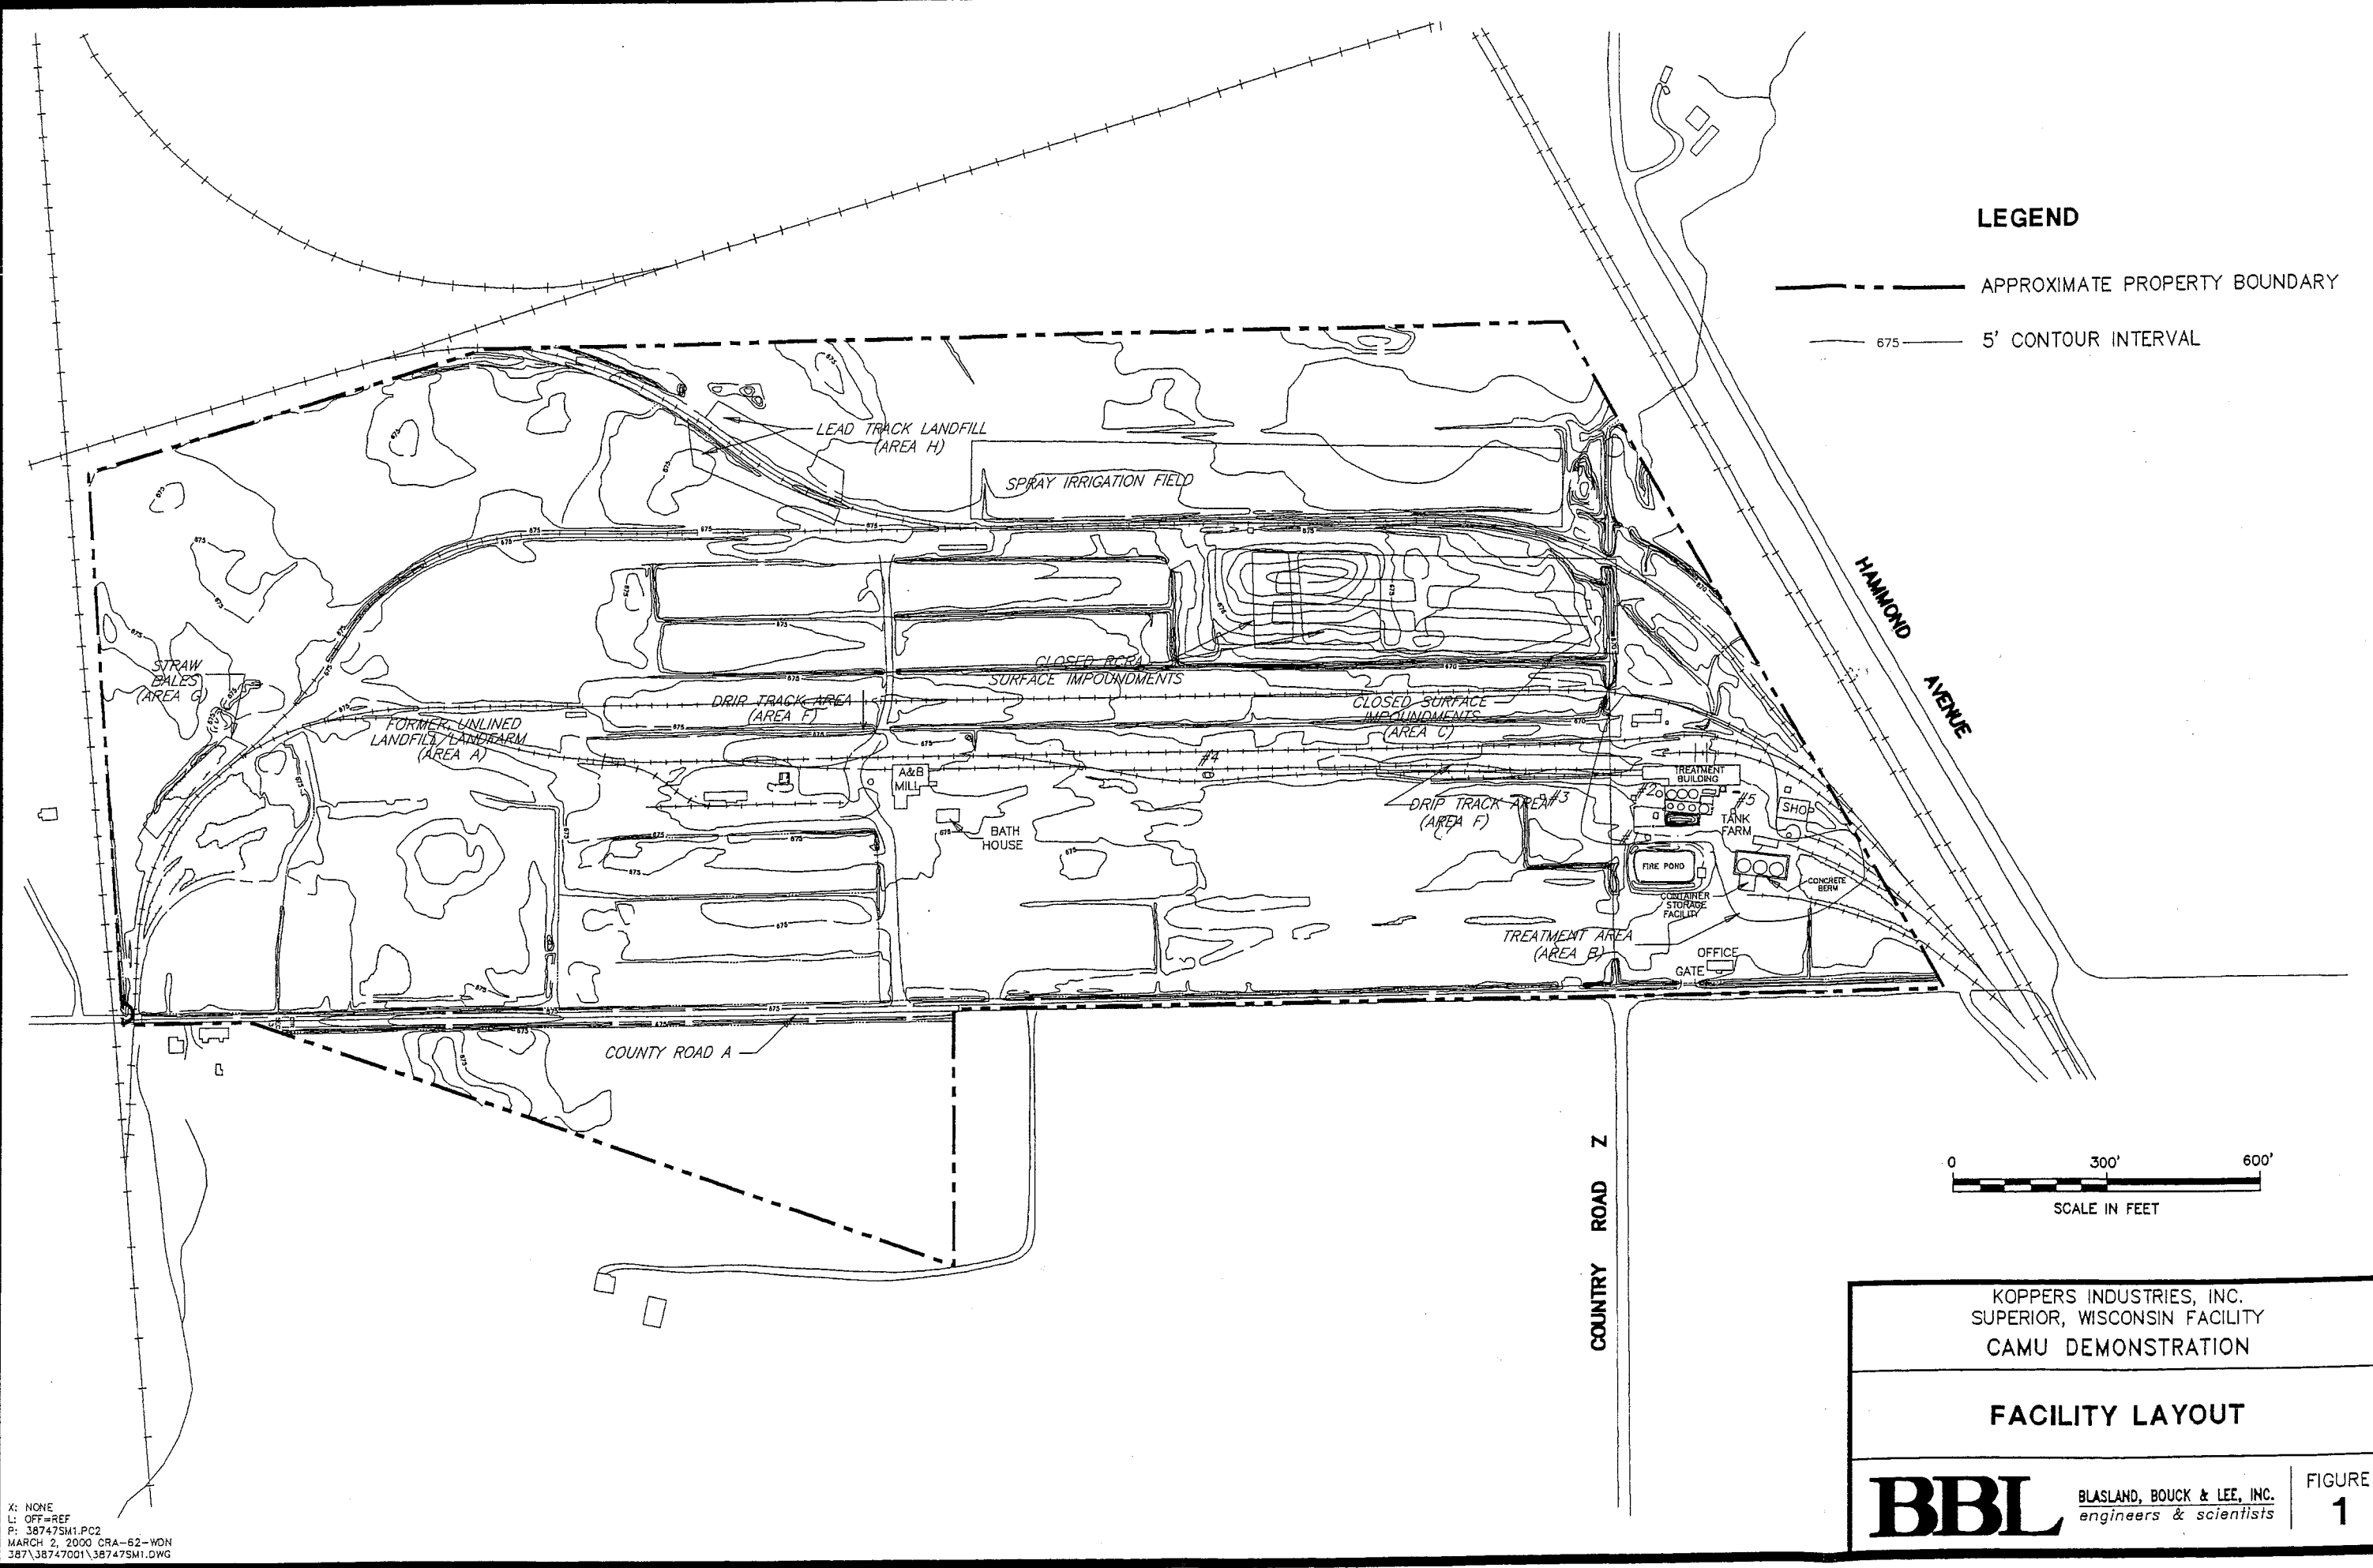 LEGEND
APPROXIMATE PROPERTY BOUNDARY
675
5' CONTOUR INTERVAL
LEAD TRACK LANDFILL
(AREA H)
SPRAY IRRIGATION FIELD
HAMMOND AVENUE
STRAW
BALES
(AREA G)
CLOSED RCRA
SURFACE IMPOUNDMENTS
DRIP TRACK AREA
(AREA F)
CLOSED SURFACE
IMPOUNDMENTS
(AREA C)
FORMER UNLINED
LANDFILL/LANDFARM
(AREA A)
#4
A&B
MILL
TREATMENT
BUILDING
DRIP TRACK AREA
(AREA F)
#3
#2
#5
SHOP
TANK
FARM
BATH
HOUSE
FIRE POND
CONCRETE
BERM
CONTAINER
STORAGE
FACILITY
TREATMENT AREA
(AREA B)
OFFICE
GATE
COUNTY ROAD A
COUNTRY ROAD Z
0 300' 600'
SCALE IN FEET
KOPPERS INDUSTRIES, INC.
SUPERIOR, WISCONSIN FACILITY
CAMU DEMONSTRATION
FACILITY LAYOUT
BBL
BLASLAND, BOUCK & LEE, INC.
engineers & scientists
FIGURE
1
X: NONE
L: OFF=REF
P: 38747SM1.PC2
MARCH 2, 2000 CRA-62-WDN
387\38747001\38747SM1.DWG